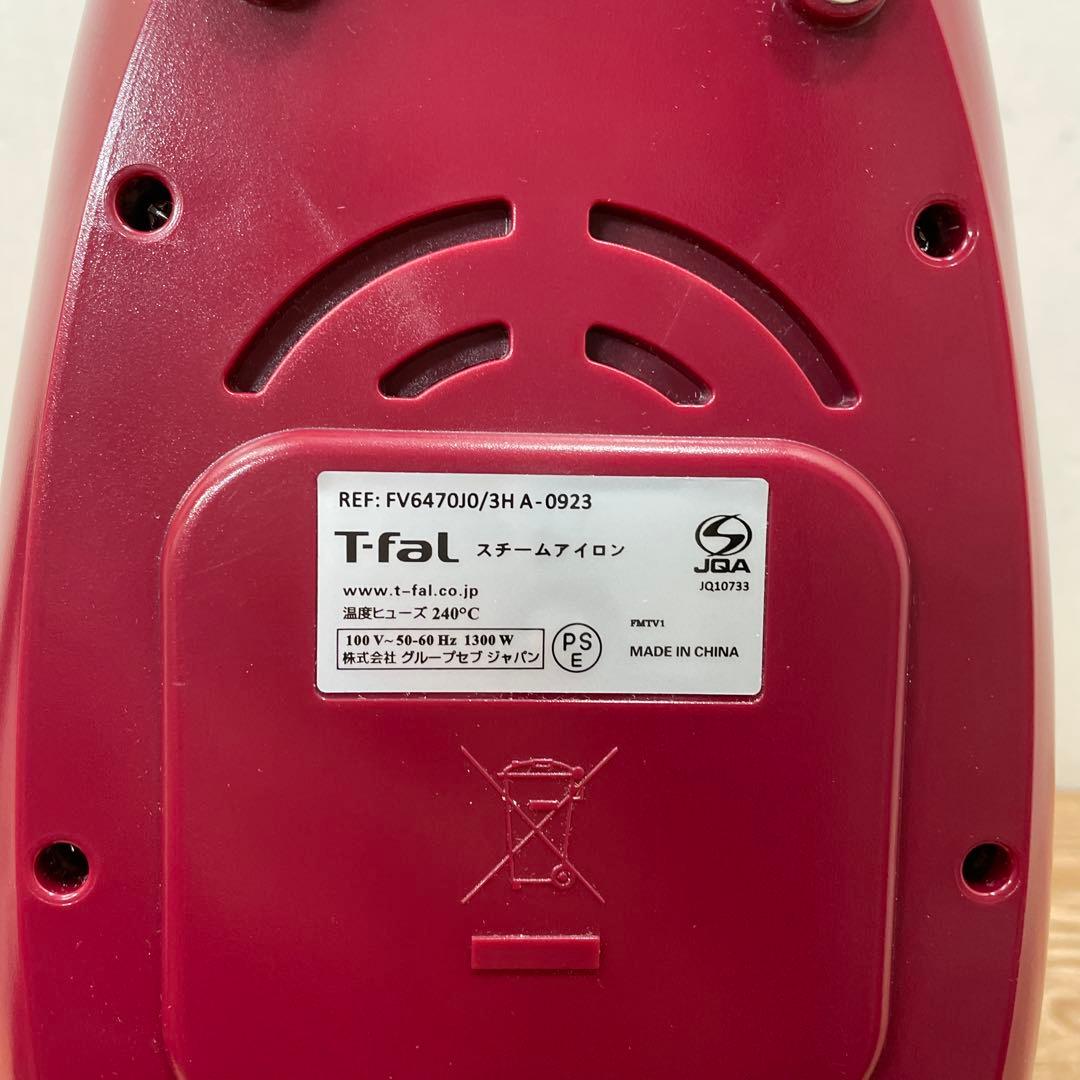 REF: FV6470J0/3H A-0923
T-fal スチームアイロン
JQA
JQ10733
www.t-fal.co.jp
温度ヒューズ 240°C
100 V~ 50-60 Hz 1300 W
株式会社 グループセブ ジャパン
PS
E
FMTV1
MADE IN CHINA